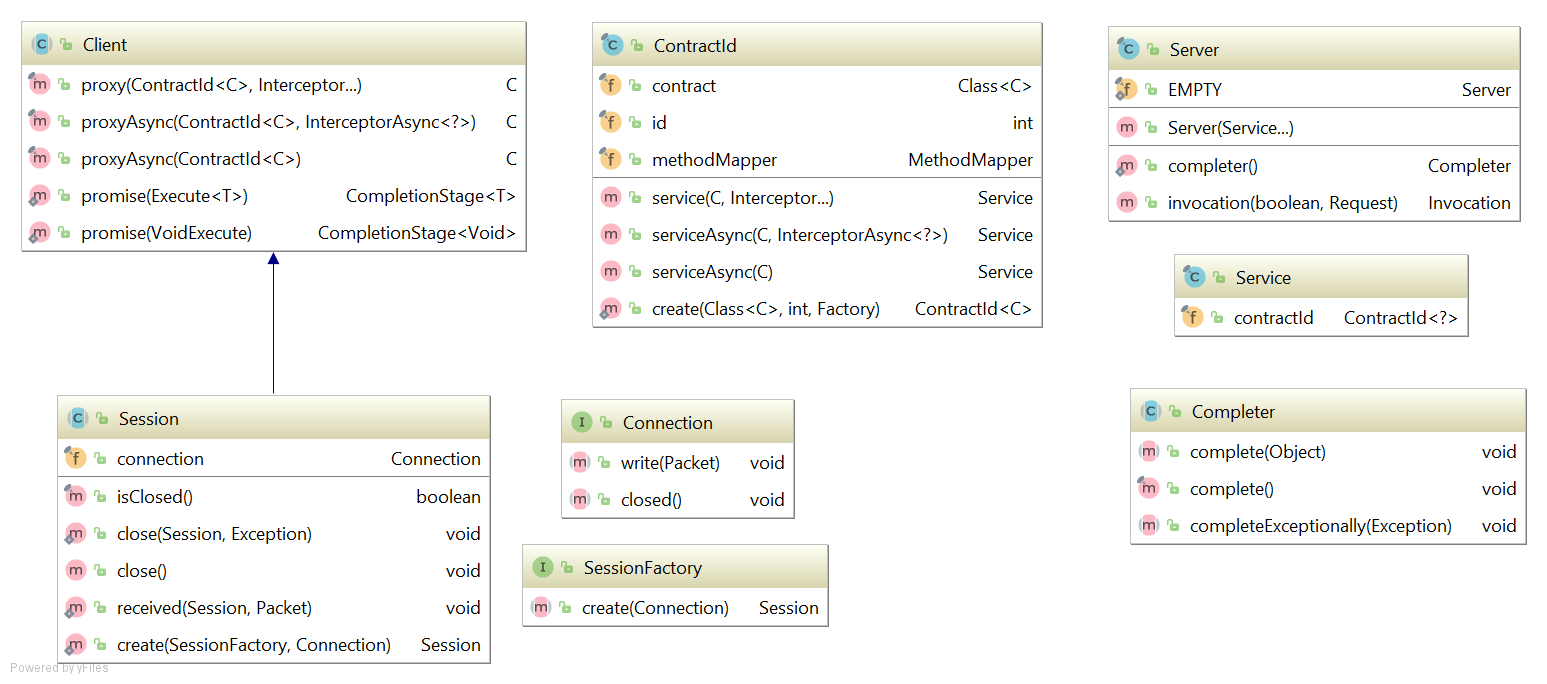 Client
proxy(ContractId<C>, Interceptor...) C
proxyAsync(ContractId<C>, InterceptorAsync<?>) C
proxyAsync(ContractId<C>) C
promise(Execute<T>) CompletionStage<T>
promise(VoidExecute) CompletionStage<Void>
ContractId
contract Class<C>
id int
methodMapper MethodMapper
service(C, Interceptor...) Service
serviceAsync(C, InterceptorAsync<?>) Service
serviceAsync(C) Service
create(Class<C>, int, Factory) ContractId<C>
Server
EMPTY Server
Server(Service...)
completer() Completer
invocation(boolean, Request) Invocation
Service
contractId ContractId<?>
Session
connection Connection
isClosed() boolean
close(Session, Exception) void
close() void
received(Session, Packet) void
create(SessionFactory, Connection) Session
Connection
write(Packet) void
closed() void
SessionFactory
create(Connection) Session
Completer
complete(Object) void
complete() void
completeExceptionally(Exception) void
Powered by yFiles